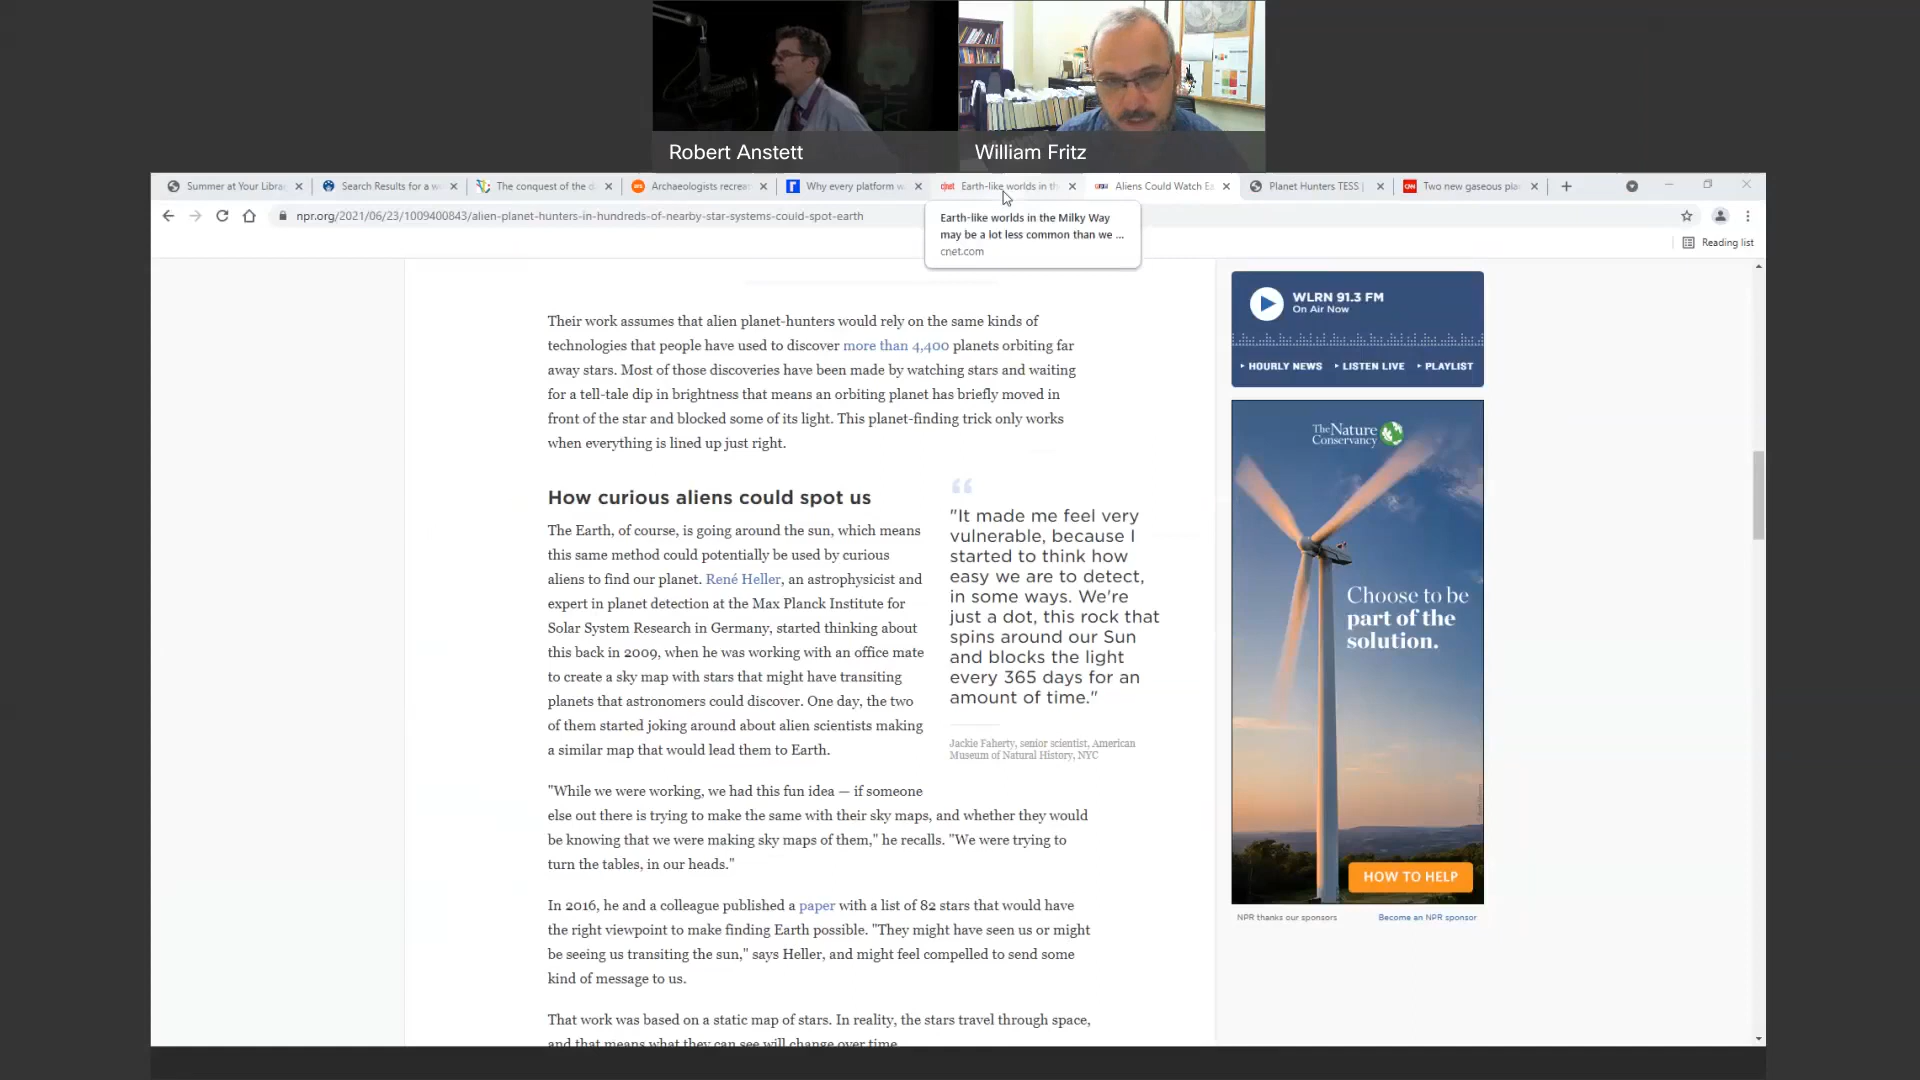 Robert Anstett
William Fritz
Summer at Your Libra
Search Results for a w
The conquest of the d
Archaeologists recrea
Why every platform w
cnet
Earth-like worlds in th
Aliens Could Watch Ea
Planet Hunters TESS |
CNN
Two new gaseous pla
npr.org/2021/06/23/1009400843/alien-planet-hunters-in-hundreds-of-nearby-star-systems-could-spot-earth
Reading list
Earth-like worlds in the Milky Way
may be a lot less common than we ...
cnet.com
Their work assumes that alien planet-hunters would rely on the same kinds of
technologies that people have used to discover more than 4,400 planets orbiting far
away stars. Most of those discoveries have been made by watching stars and waiting
for a tell-tale dip in brightness that means an orbiting planet has briefly moved in
front of the star and blocked some of its light. This planet-finding trick only works
when everything is lined up just right.
How curious aliens could spot us
The Earth, of course, is going around the sun, which means
this same method could potentially be used by curious
aliens to find our planet. René Heller, an astrophysicist and
expert in planet detection at the Max Planck Institute for
Solar System Research in Germany, started thinking about
this back in 2009, when he was working with an office mate
to create a sky map with stars that might have transiting
planets that astronomers could discover. One day, the two
of them started joking around about alien scientists making
a similar map that would lead them to Earth.
“
"It made me feel very
vulnerable, because I
started to think how
easy we are to detect,
in some ways. We're
just a dot, this rock that
spins around our Sun
and blocks the light
every 365 days for an
amount of time."
Jackie Faherty, senior scientist, American
Museum of Natural History, NYC
"While we were working, we had this fun idea — if someone
else out there is trying to make the same with their sky maps, and whether they would
be knowing that we were making sky maps of them," he recalls. "We were trying to
turn the tables, in our heads."
In 2016, he and a colleague published a paper with a list of 82 stars that would have
the right viewpoint to make finding Earth possible. "They might have seen us or might
be seeing us transiting the sun," says Heller, and might feel compelled to send some
kind of message to us.
That work was based on a static map of stars. In reality, the stars travel through space,
and that means what they can see will change over time.
WLRN 91.3 FM
On Air Now
HOURLY NEWS
LISTEN LIVE
PLAYLIST
The Nature
Conservancy
Choose to be
part of the
solution.
HOW TO HELP
NPR thanks our sponsors
Become an NPR sponsor